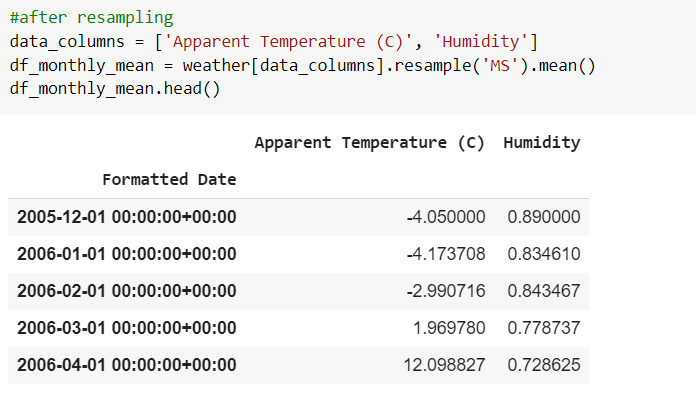 #after resampling
data_columns = ['Apparent Temperature (C)', 'Humidity']
df_monthly_mean = weather[data_columns].resample('MS').mean()
df_monthly_mean.head()
Apparent Temperature (C) Humidity
Formatted Date
2005-12-01 00:00:00+00:00 -4.050000 0.890000
2006-01-01 00:00:00+00:00 -4.173708 0.834610
2006-02-01 00:00:00+00:00 -2.990716 0.843467
2006-03-01 00:00:00+00:00 1.969780 0.778737
2006-04-01 00:00:00+00:00 12.098827 0.728625